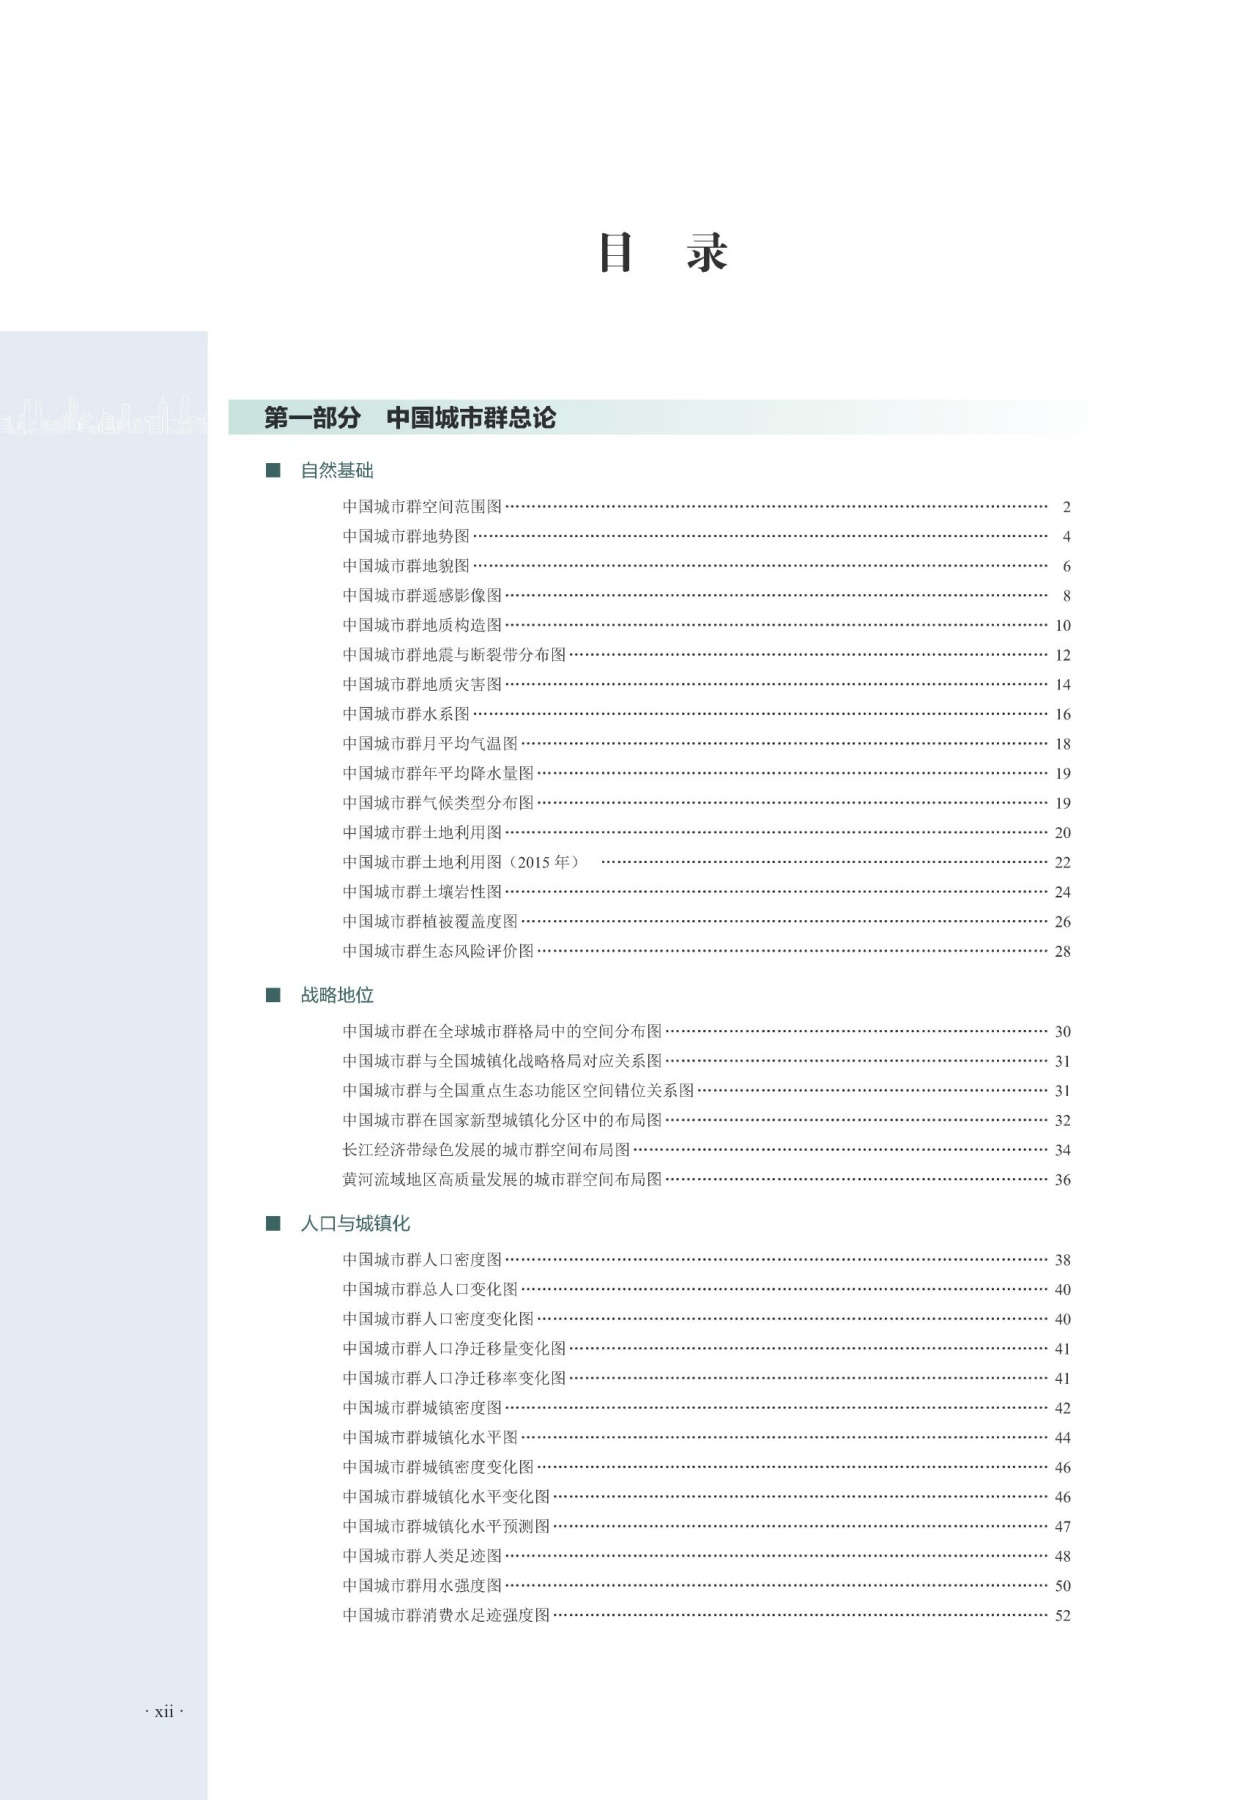 目 录
第一部分 中国城市群总论
■ 自然基础
中国城市群空间范围图 2
中国城市群地势图 4
中国城市群地貌图 6
中国城市群遥感影像图 8
中国城市群地质构造图 10
中国城市群地震与断裂带分布图 12
中国城市群地质灾害图 14
中国城市群水系图 16
中国城市群月平均气温图 18
中国城市群年平均降水量图 19
中国城市群气候类型分布图 19
中国城市群土地利用图 20
中国城市群土地利用图（2015 年） 22
中国城市群土壤岩性图 24
中国城市群植被覆盖度图 26
中国城市群生态风险评价图 28
■ 战略地位
中国城市群在全球城市群格局中的空间分布图 30
中国城市群与全国城镇化战略格局对应关系图 31
中国城市群与全国重点生态功能区空间错位关系图 31
中国城市群在国家新型城镇化分区中的布局图 32
长江经济带绿色发展的城市群空间布局图 34
黄河流域地区高质量发展的城市群空间布局图 36
■ 人口与城镇化
中国城市群人口密度图 38
中国城市群总人口变化图 40
中国城市群人口密度变化图 40
中国城市群人口净迁移量变化图 41
中国城市群人口净迁移率变化图 41
中国城市群城镇密度图 42
中国城市群城镇化水平图 44
中国城市群城镇密度变化图 46
中国城市群城镇化水平变化图 46
中国城市群城镇化水平预测图 47
中国城市群人类足迹图 48
中国城市群用水强度图 50
中国城市群消费水足迹强度图 52
· xii ·